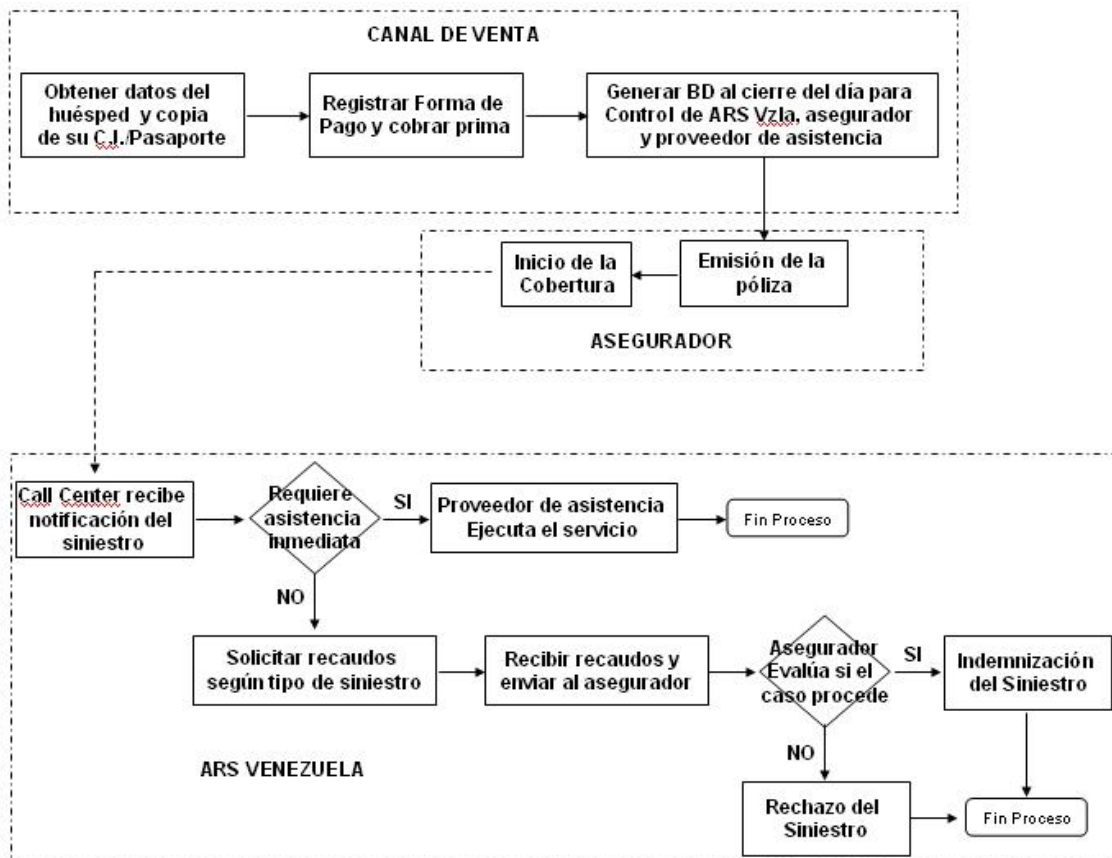 CANAL DE VENTA
Obtener datos del
huésped y copia
de su C.I./Pasaporte
Registrar Forma de
Pago y cobrar prima
Generar BD al cierre del día para
Control de ARS Vzla, asegurador
y proveedor de asistencia
Inicio de la
Cobertura
Emisión de la
póliza
ASEGURADOR
Call Center recibe
notificación del
siniestro
Requiere
asistencia
inmediata
SI
Proveedor de asistencia
Ejecuta el servicio
Fin Proceso
NO
Solicitar recaudos
según tipo de siniestro
Recibir recaudos y
enviar al asegurador
Asegurador
Evalúa si el
caso procede
SI
Indemnización
del Siniestro
NO
ARS VENEZUELA
Rechazo del
Siniestro
Fin Proceso